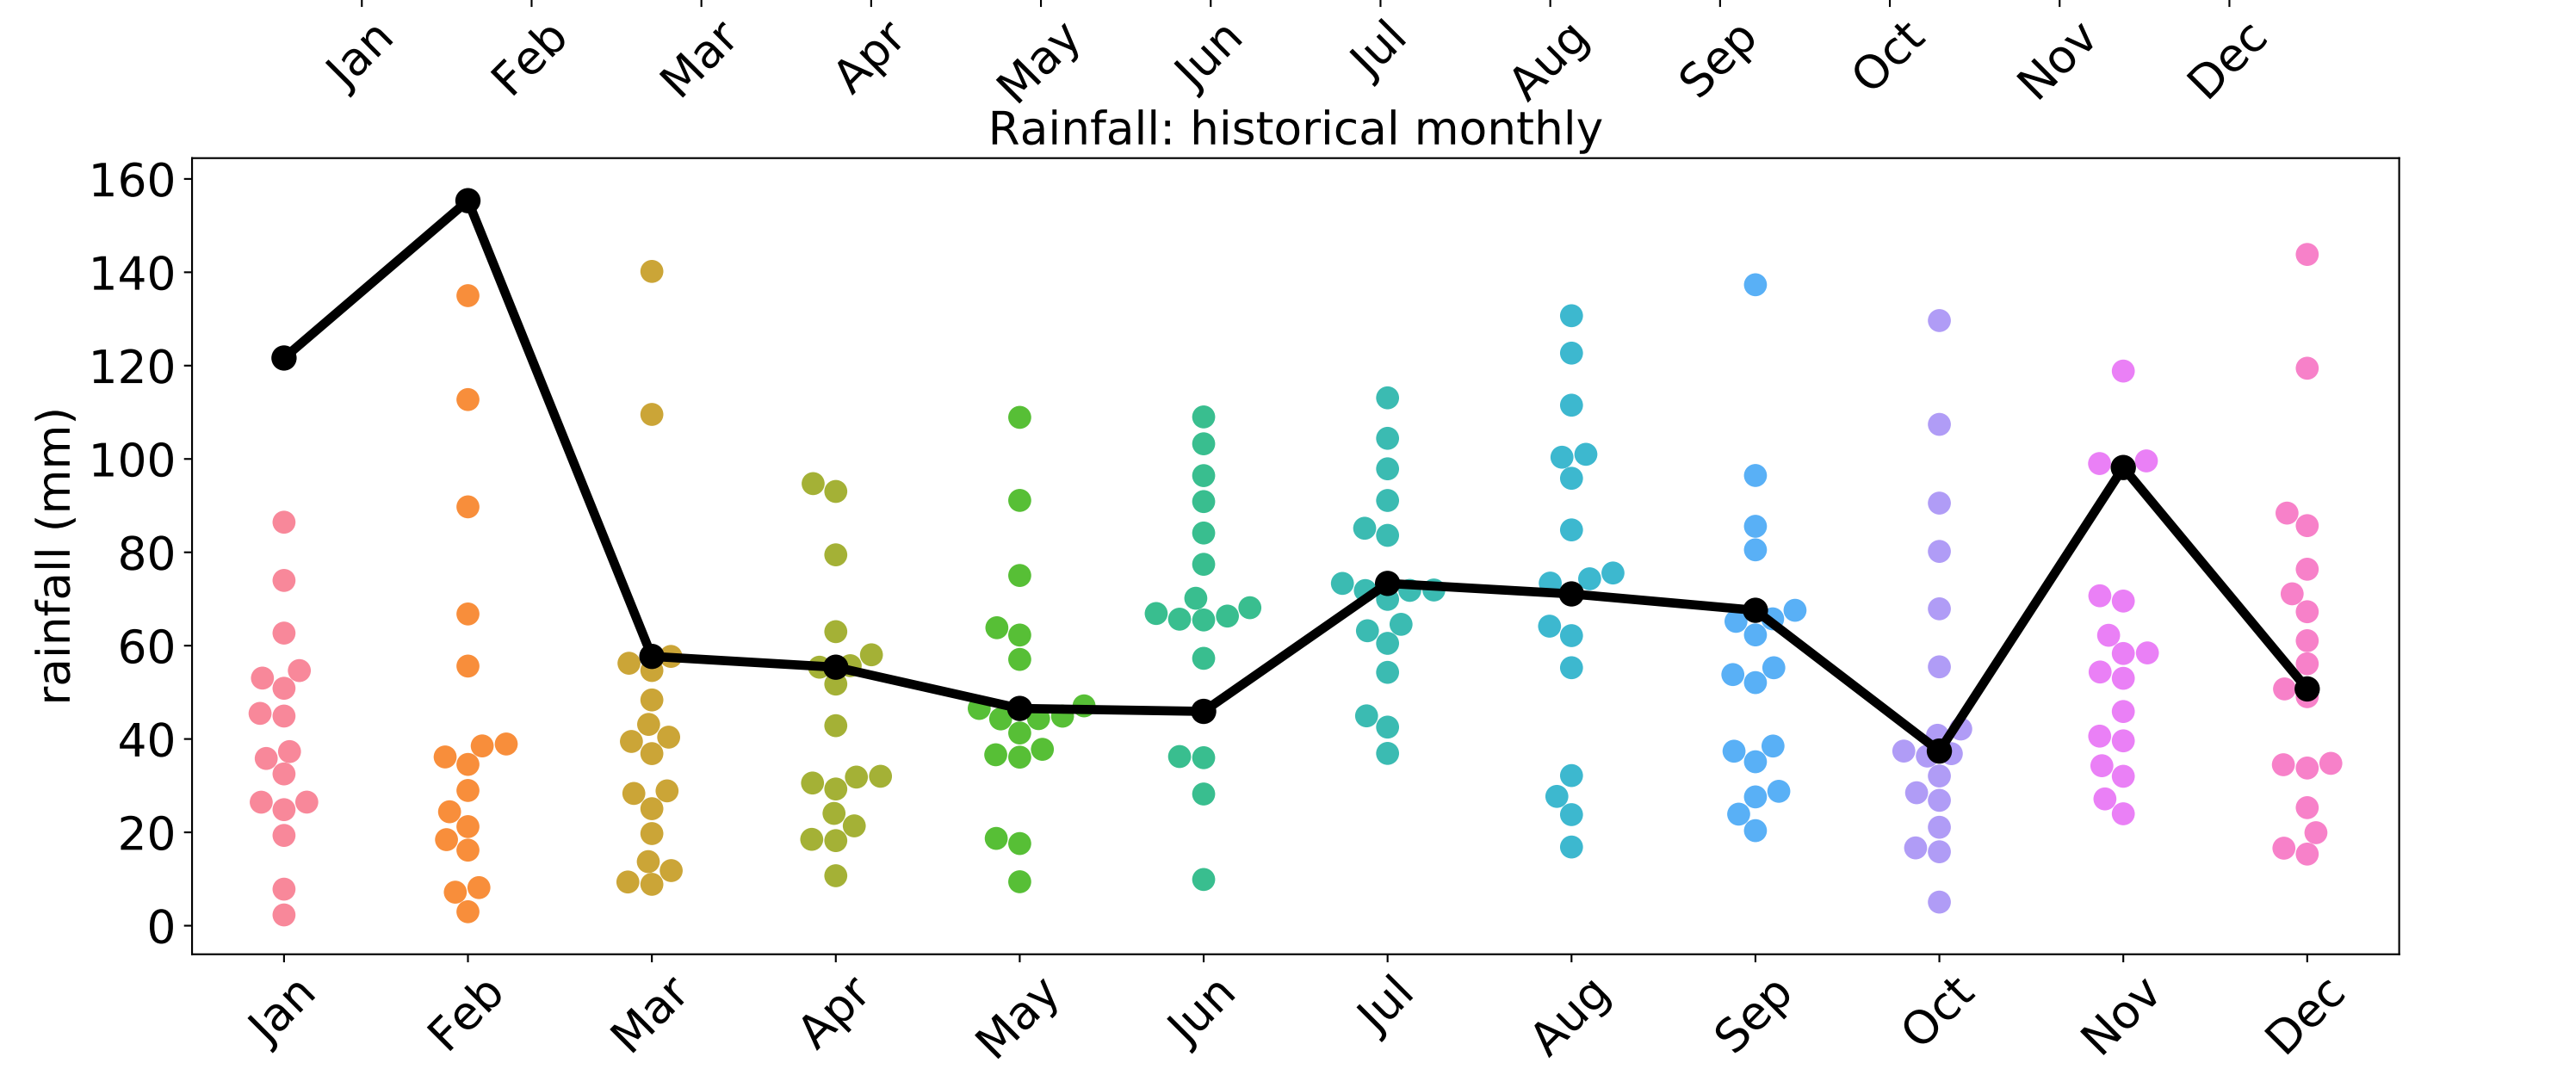 Jan Feb Mar Apr May Jun Jul Aug Sep Oct Nov Dec
Rainfall: historical monthly
160
140
120
100
80
60
40
20
0
rainfall (mm)
Jan Feb Mar Apr May Jun Jul Aug Sep Oct Nov Dec